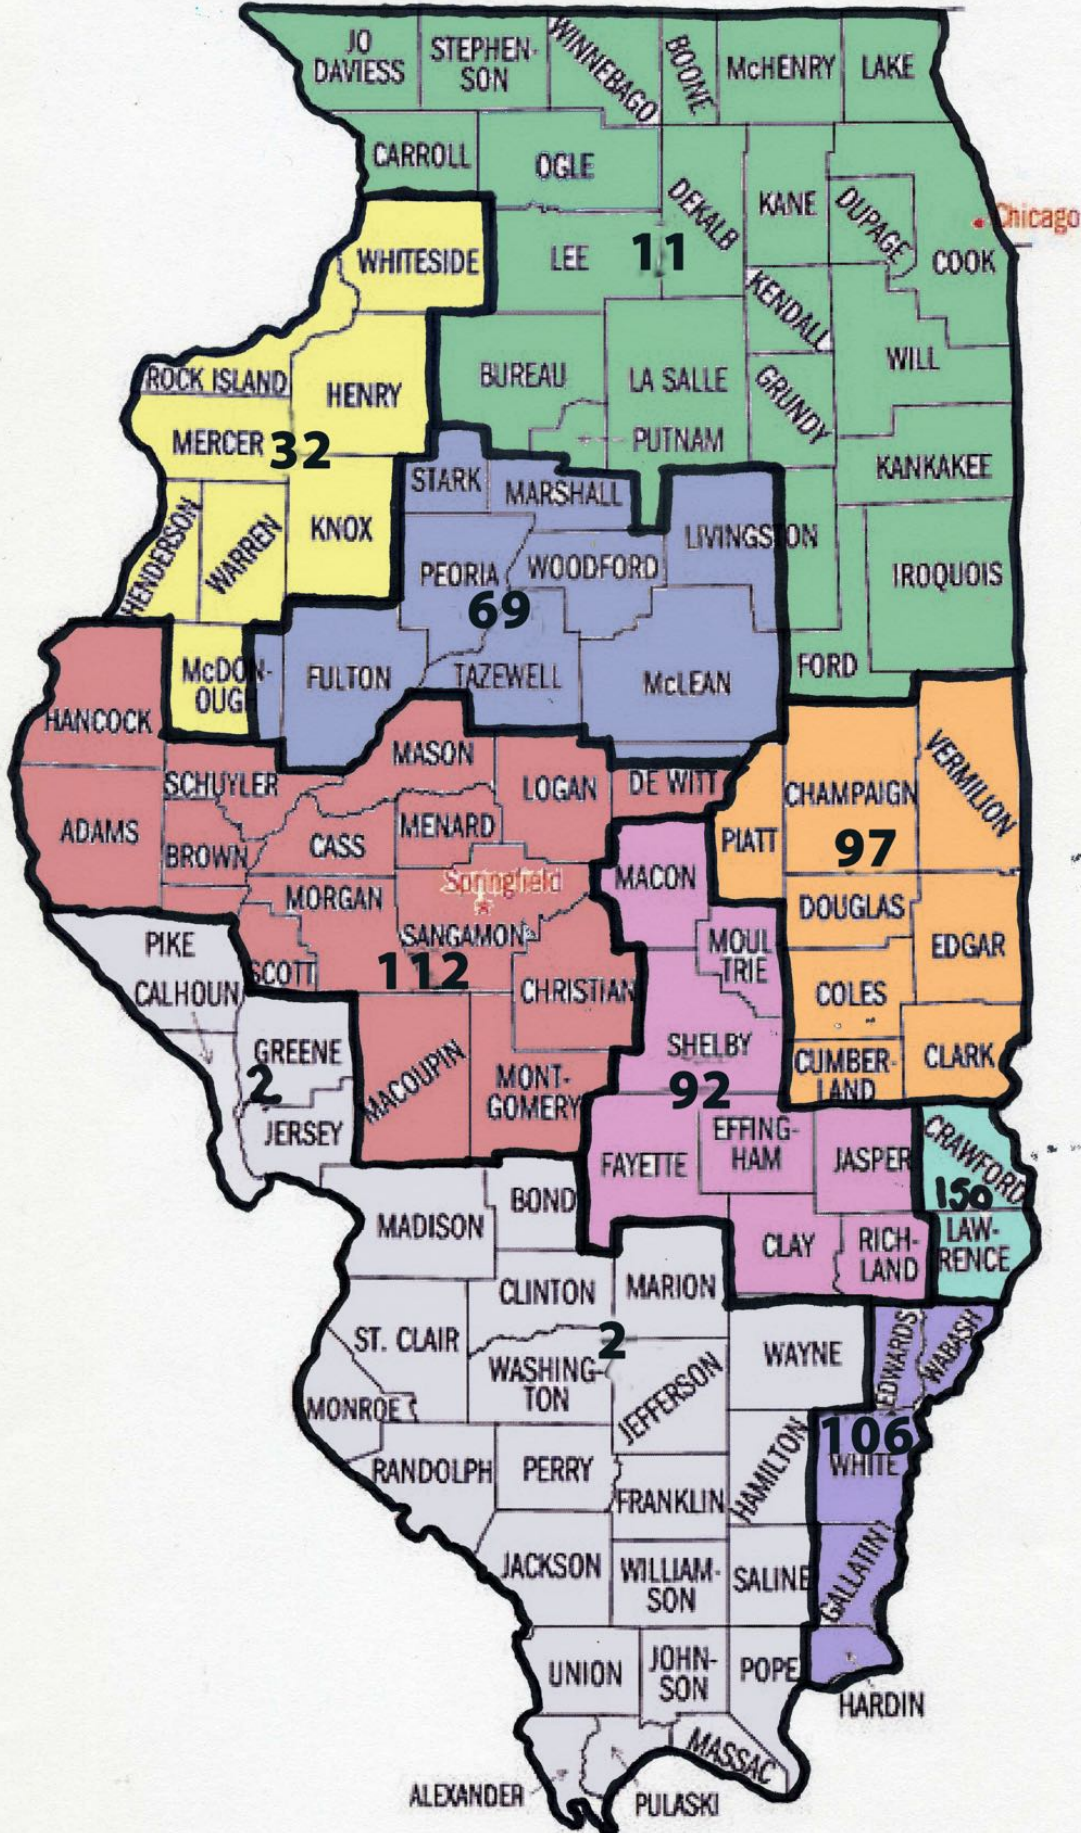 JO
DAVIESS
STEPHEN-
SON
WINNEBAGO
BOONE
McHENRY
LAKE
CARROLL
OGLE
DEKALB
KANE
DUPAGE
Chicago
COOK
WHITESIDE
LEE
11
KENDALL
WILL
ROCK ISLAND
HENRY
BUREAU
LA SALLE
GRUNDY
MERCER
32
PUTNAM
KANKAKEE
STARK
MARSHALL
HENDERSON
WARREN
KNOX
LIVINGSTON
PEORIA
WOODFORD
IROQUOIS
69
McDON-
OUG
FULTON
TAZEWELL
McLEAN
FORD
HANCOCK
MASON
SCHUYLER
LOGAN
DE WITT
CHAMPAIGN
VERMILION
ADAMS
BROWN
CASS
MENARD
PIATT
97
Springfield
MACON
MORGAN
DOUGLAS
PIKE
SANGAMON
MOUL
TRIE
EDGAR
SCOTT
112
CALHOUN
CHRISTIAN
COLES
GREENE
SHELBY
2
MACOUPIN
MONT-
GOMERY
92
CUMBER-
LAND
CLARK
JERSEY
EFFING-
HAM
FAYETTE
JASPER
CRAWFORD
150
MADISON
BOND
CLAY
RICH-
LAND
LAW-
RENCE
CLINTON
MARION
ST. CLAIR
2
WASHING-
TON
WAYNE
EDWARDS
WABASH
MONROE
JEFFERSON
106
WHITE
RANDOLPH
PERRY
FRANKLIN
HAMILTON
JACKSON
WILLIAM-
SON
SALINE
GALLATIN
UNION
JOHN-
SON
POPE
HARDIN
MASSAC
ALEXANDER
PULASKI